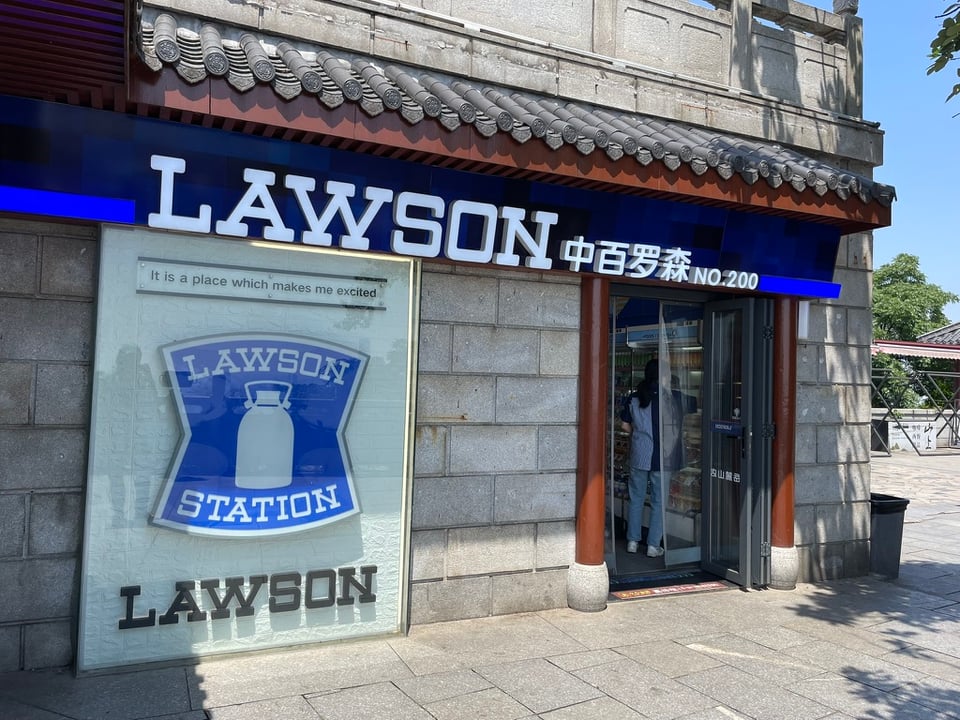 LAWSON 中百罗森 NO.200
It is a place which makes me excited
LAWSON
STATION
LAWSON